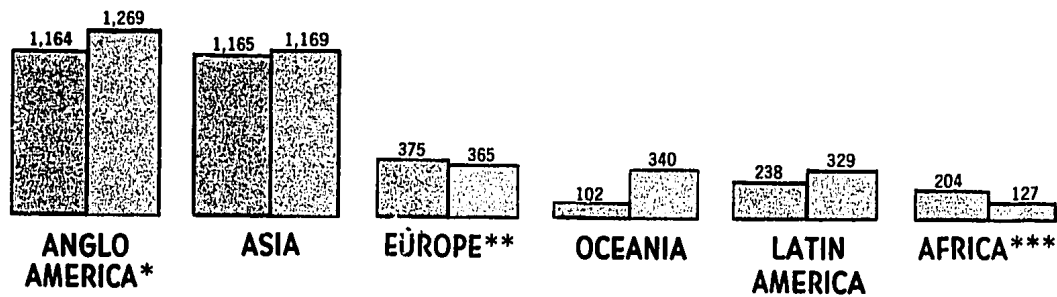 1,164 1,269
1,165 1,169
375 365
102 340
238 329
204 127
ANGLO
AMERICA*
ASIA
EUROPE**
OCEANIA
LATIN
AMERICA
AFRICA***